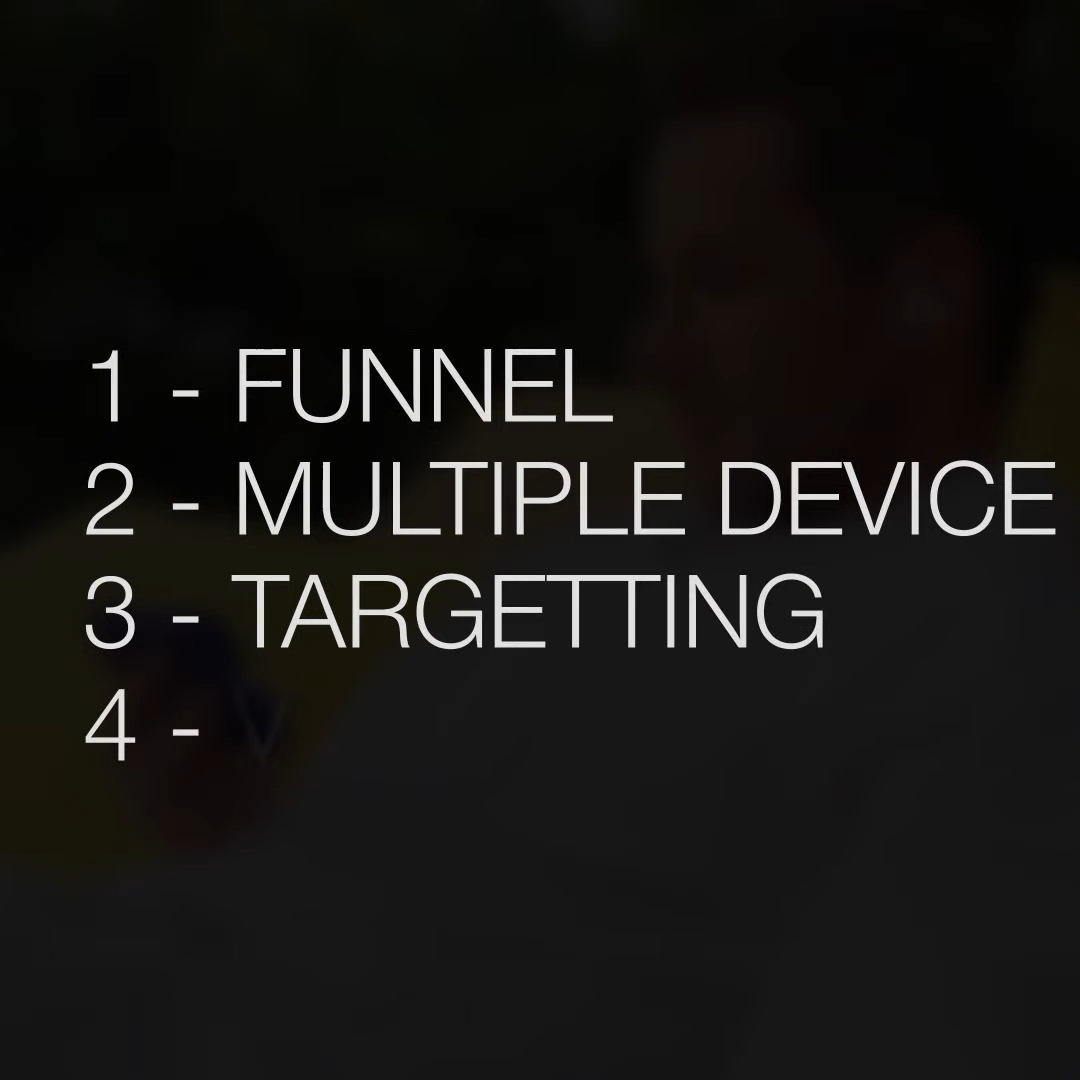 1 - FUNNEL
2 - MULTIPLE DEVICE
3 - TARGETTING
4 - V